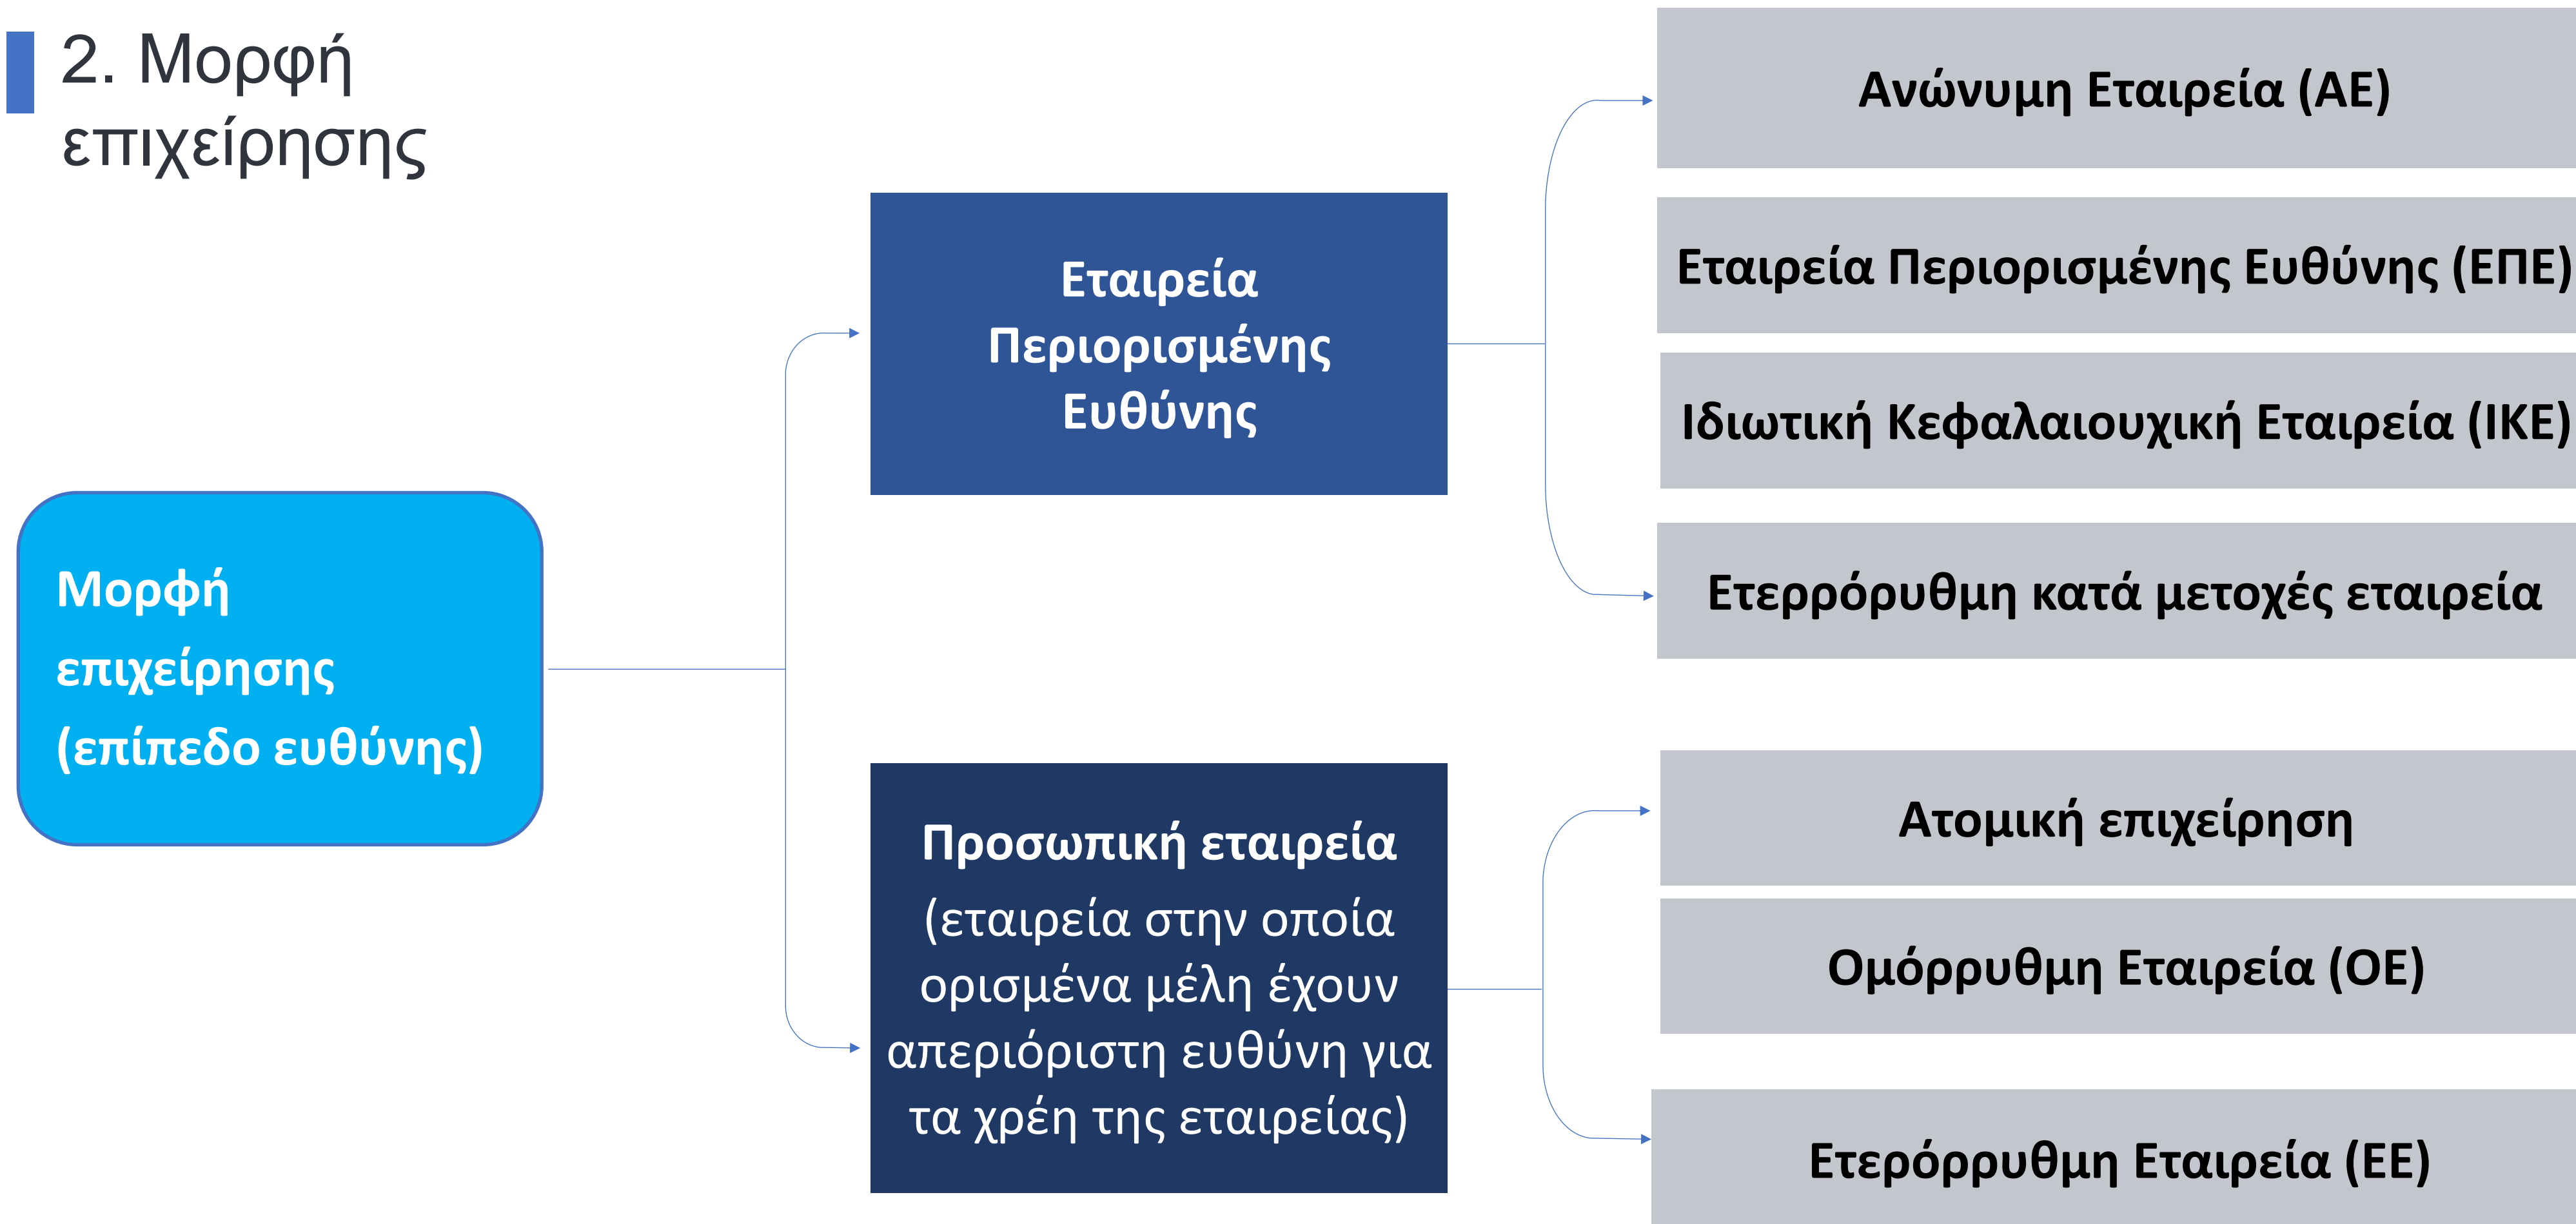 2. Μορφή
επιχείρησης
Μορφή
επιχείρησης
(επίπεδο ευθύνης)
Εταιρεία
Περιορισμένης
Ευθύνης
Ανώνυμη Εταιρεία (ΑΕ)
Εταιρεία Περιορισμένης Ευθύνης (ΕΠΕ)
Ιδιωτική Κεφαλαιουχική Εταιρεία (ΙΚΕ)
Ετερρόρυθμη κατά μετοχές εταιρεία
Προσωπική εταιρεία
(εταιρεία στην οποία
ορισμένα μέλη έχουν
απεριόριστη ευθύνη για
τα χρέη της εταιρείας)
Ατομική επιχείρηση
Ομόρρυθμη Εταιρεία (ΟΕ)
Ετερόρρυθμη Εταιρεία (ΕΕ)